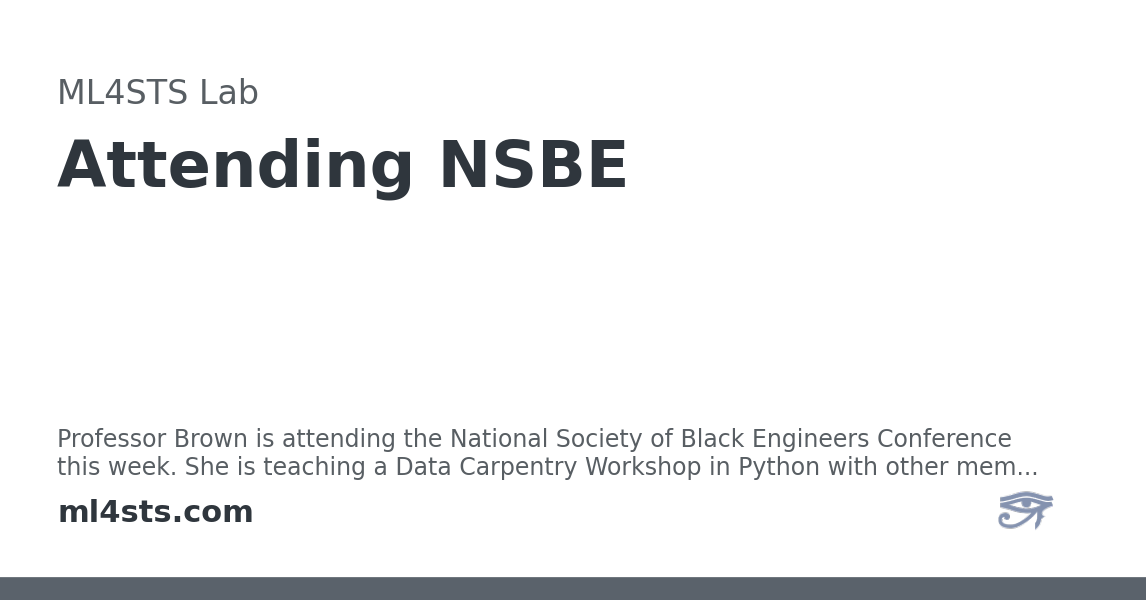 ML4STS Lab
Attending NSBE
Professor Brown is attending the National Society of Black Engineers Conference
this week. She is teaching a Data Carpentry Workshop in Python with other mem...
ml4sts.com